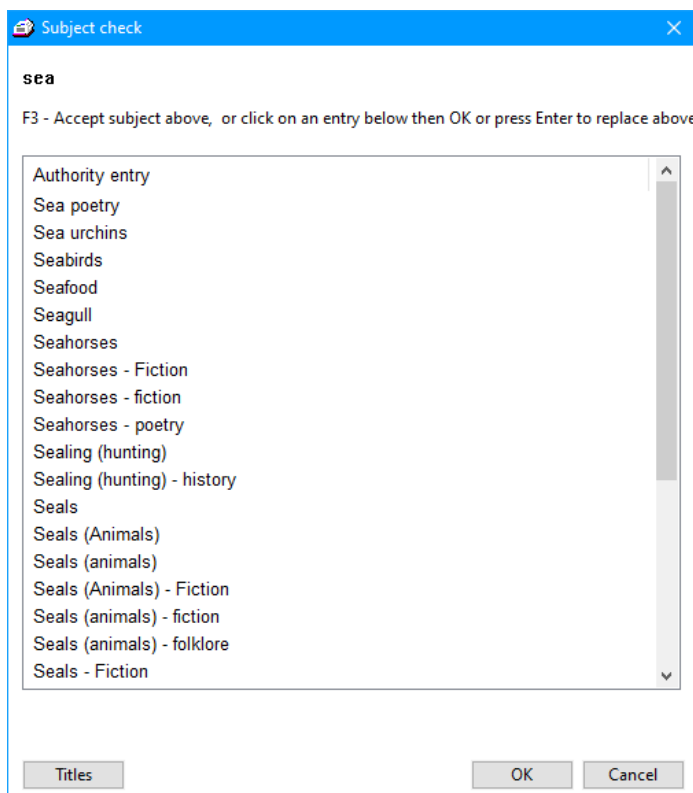 Subject check
sea
F3 - Accept subject above, or click on an entry below then OK or press Enter to replace above
Authority entry
Sea poetry
Sea urchins
Seabirds
Seafood
Seagull
Seahorses
Seahorses - Fiction
Seahorses - fiction
Seahorses - poetry
Sealing (hunting)
Sealing (hunting) - history
Seals
Seals (Animals)
Seals (animals)
Seals (Animals) - Fiction
Seals (animals) - fiction
Seals (animals) - folklore
Seals - Fiction
Titles
OK
Cancel